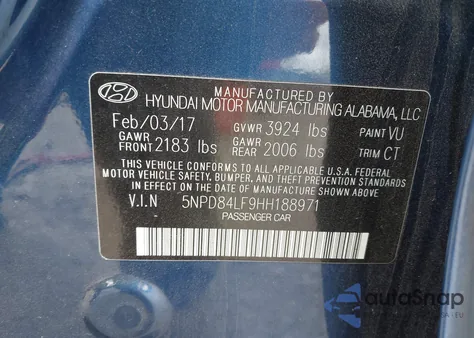 MANUFACTURED BY
HYUNDAI MOTOR MANUFACTURING ALABAMA, LLC
Feb/03/17 GVWR 3924 lbs PAINT VU
GAWR FRONT 2183 lbs GAWR REAR 2006 lbs TRIM CT
THIS VEHICLE CONFORMS TO ALL APPLICABLE FEDERAL
MOTOR VEHICLE SAFETY, BUMPER, AND THEFT PREVENTION STANDARDS
IN EFFECT ON THE DATE OF MANUFACTURE SHOWN ABOVE. U.S.A, CANADA
V.I.N 5NPD84LF9HH188971
PASSENGER CAR
autoSnap